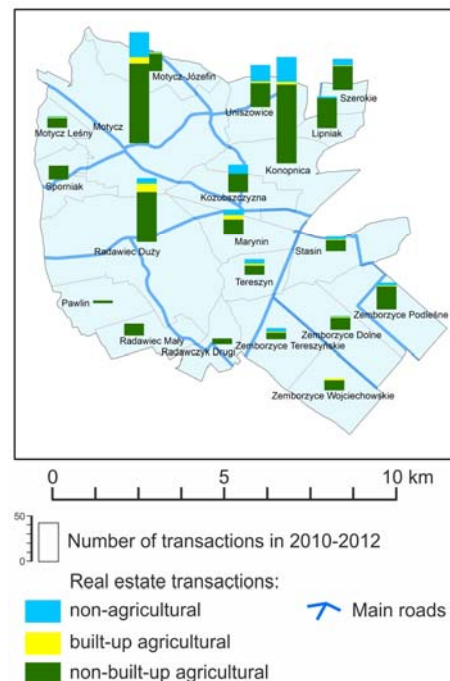 Motycz-Józefin
Szerokie
Uniszowice
Motycz Leśny
Motycz
Lipniak
Konopnica
Sporniak
Kozubszczyzna
Radawiec Duży
Marynin
Stasin
Tereszyn
Pawlin
Zemborzyce Podleśne
Zemborzyce Dolne
Radawiec Mały
Radawczyk Drugi
Zemborzyce Tereszyńskie
Zemborzyce Wojciechowskie
0 5 10 km
50
0
Number of transactions in 2010-2012
Real estate transactions:
non-agricultural
Main roads
built-up agricultural
non-built-up agricultural